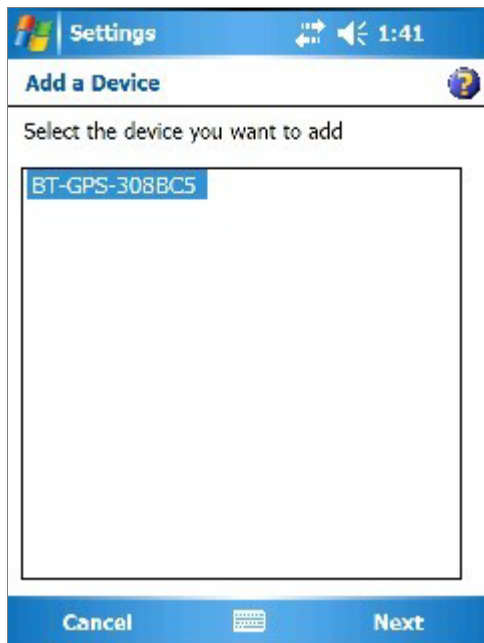 Settings 1:41
Add a Device
Select the device you want to add
BT-GPS-308BC5
Cancel Next